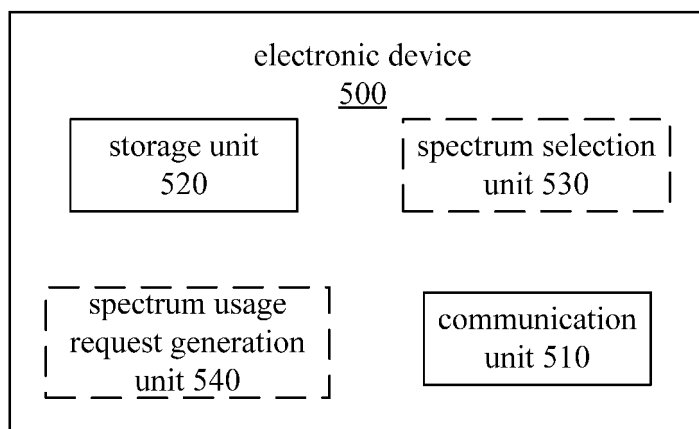 electronic device
500
storage unit
520
spectrum selection
unit 530
spectrum usage
request generation
unit 540
communication
unit 510